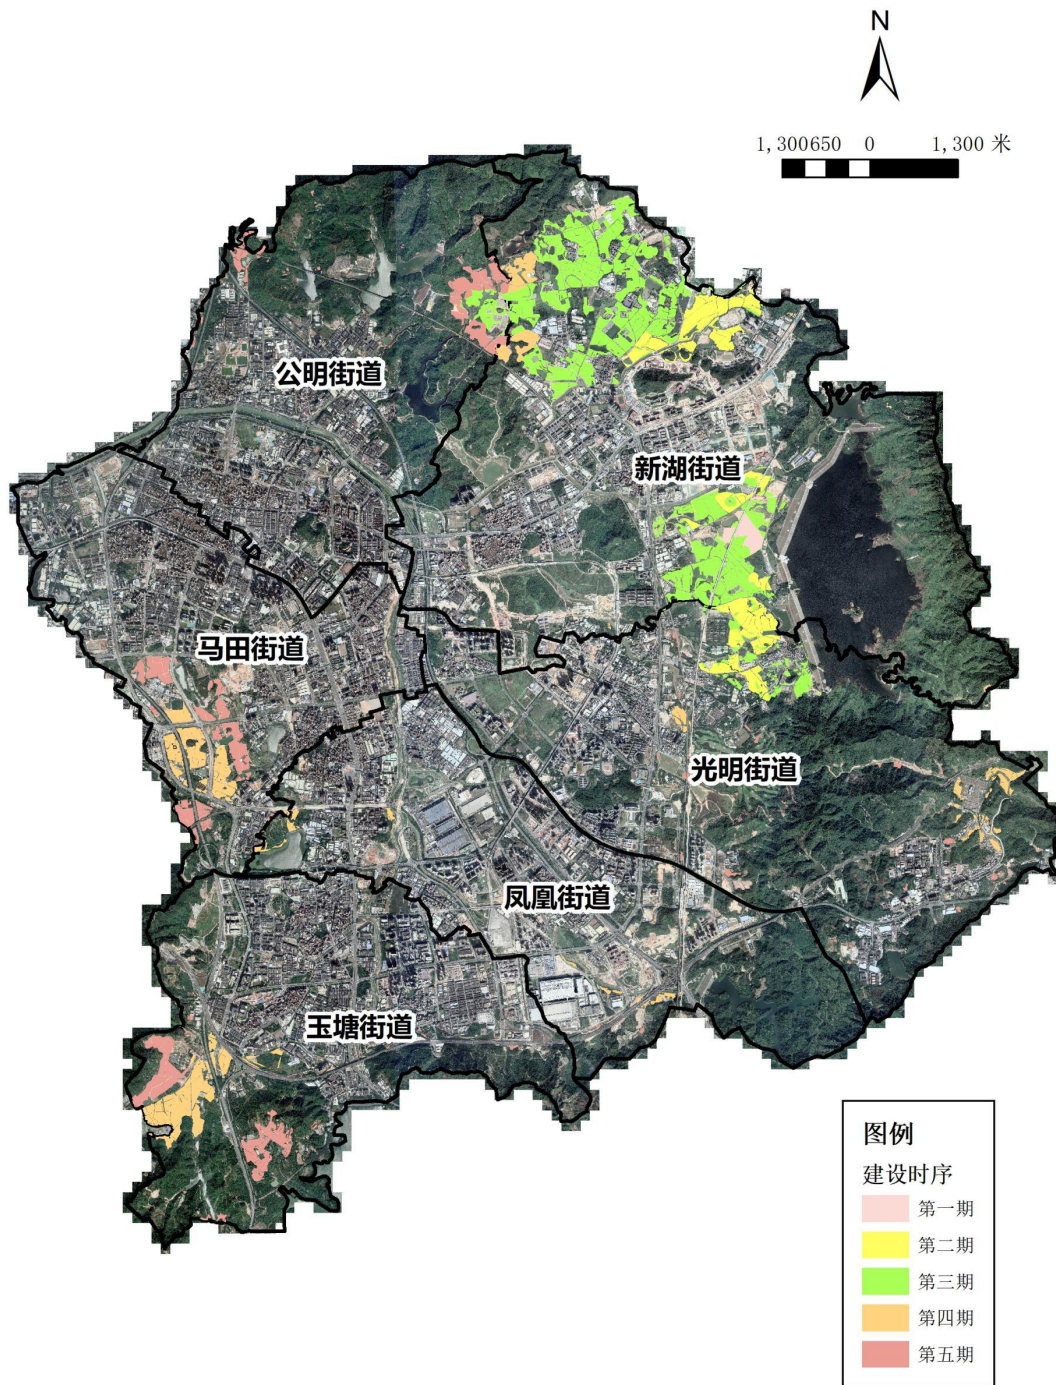 N
1,300650 0 1,300 米
公明街道
新湖街道
马田街道
光明街道
凤凰街道
玉塘街道
图例
建设时序
第一期
第二期
第三期
第四期
第五期